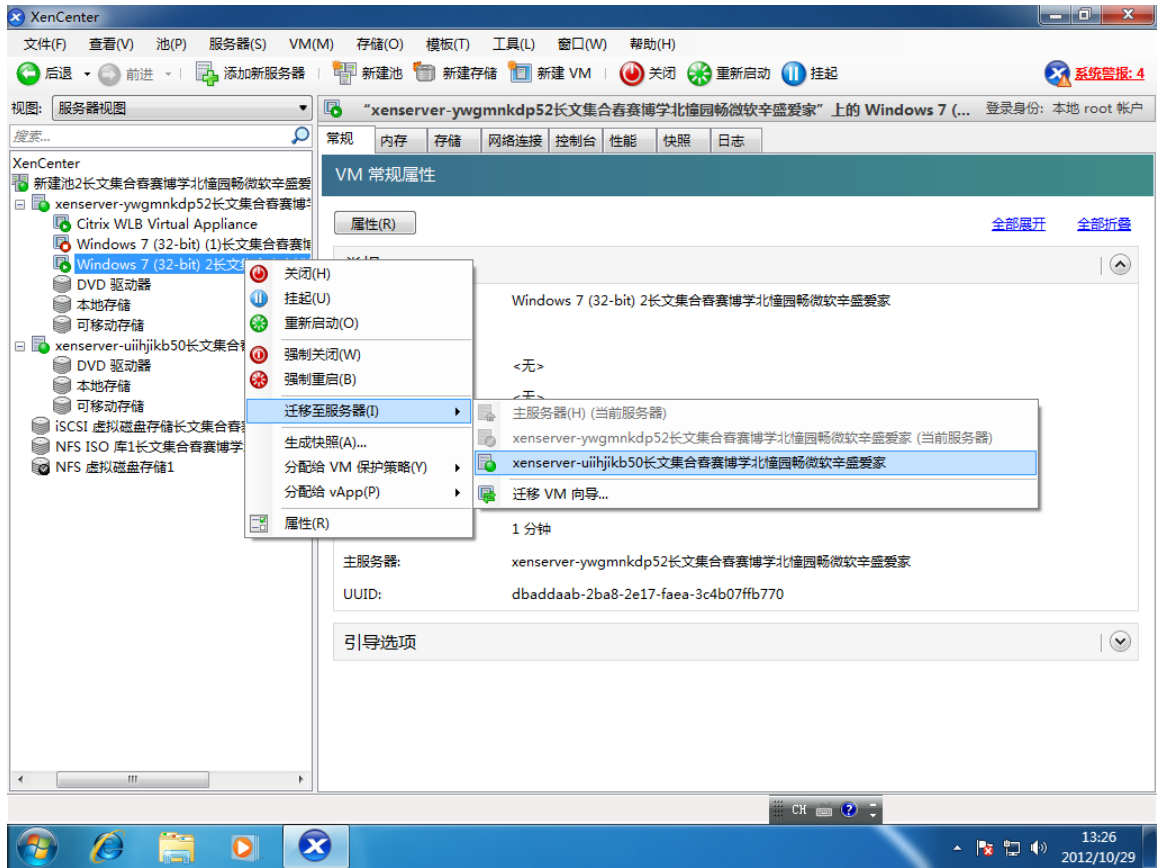 XenCenter
文件(F) 查看(V) 池(P) 服务器(S) VM(M) 存储(O) 模板(T) 工具(L) 窗口(W) 帮助(H)
后退 前进 添加新服务器 新建池 新建存储 新建 VM 关闭 重新启动 挂起 系统警报: 4
视图: 服务器视图
搜索...
XenCenter
新建池2长文集合舂赛博学北憧园畅微软辛盛爱
xenserver-ywgmnkdp52长文集合舂赛博学
Citrix WLB Virtual Appliance
Windows 7 (32-bit) (1)长文集合舂赛
Windows 7 (32-bit) 2长文
DVD 驱动器
本地存储
可移动存储
xenserver-uiihjikb50长文集合
DVD 驱动器
本地存储
可移动存储
iSCSI 虚拟磁盘存储长文集合舂
NFS ISO 库1长文集合舂赛博学
NFS 虚拟磁盘存储1
“xenserver-ywgmnkdp52长文集合舂赛博学北憧园畅微软辛盛爱家”上的 Windows 7 (... 登录身份: 本地 root 帐户
常规 内存 存储 网络连接 控制台 性能 快照 日志
VM 常规属性
属性(R) 全部展开 全部折叠
Windows 7 (32-bit) 2长文集合舂赛博学北憧园畅微软辛盛爱家
<无>
关闭(H)
挂起(U)
重新启动(O)
强制关闭(W)
强制重启(B)
迁移至服务器(I)
生成快照(A)...
分配给 VM 保护策略(Y)
分配给 vApp(P)
属性(R)
主服务器(H) (当前服务器)
xenserver-ywgmnkdp52长文集合舂赛博学北憧园畅微软辛盛爱家 (当前服务器)
xenserver-uiihjikb50长文集合舂赛博学北憧园畅微软辛盛爱家
迁移 VM 向导...
1 分钟
主服务器: xenserver-ywgmnkdp52长文集合舂赛博学北憧园畅微软辛盛爱家
UUID: dbaddaab-2ba8-2e17-faea-3c4b07ffb770
引导选项
CH
13:26
2012/10/29